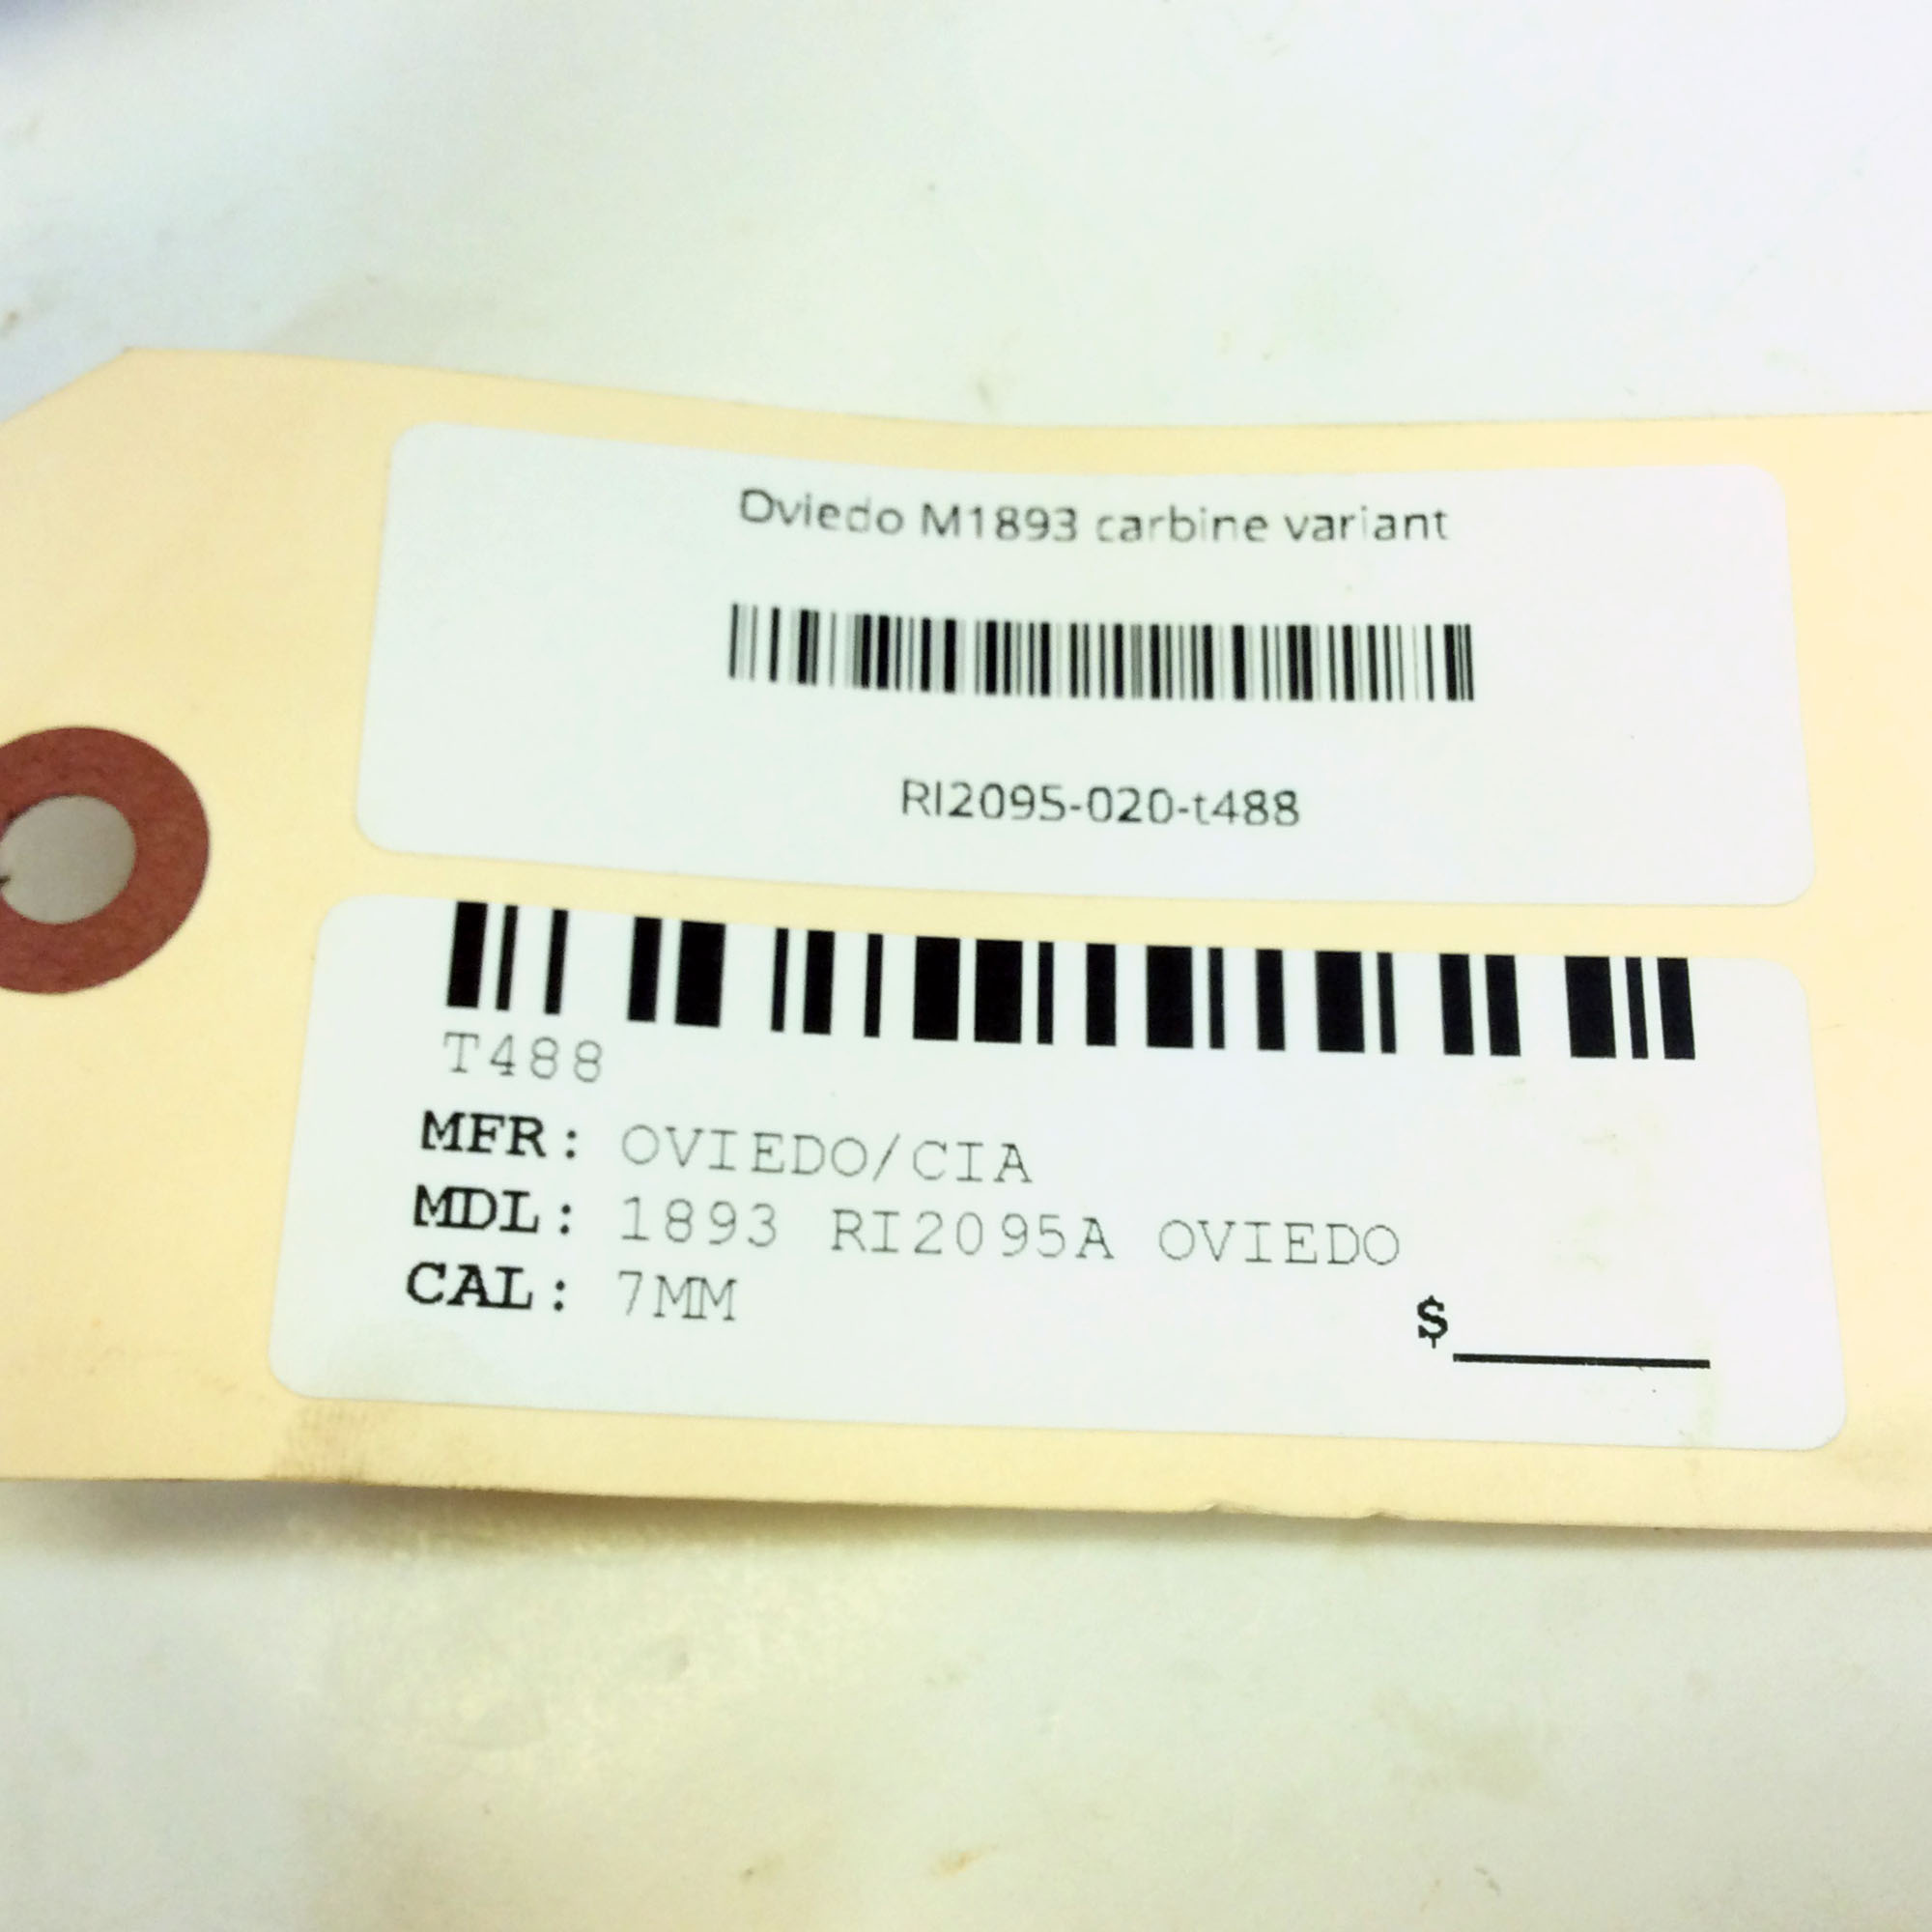 Oviedo M1893 carbine variant
RI2095-020-t488
T488
MFR: OVIEDO/CIA
MDL: 1893 RI2095A OVIEDO
CAL: 7MM
$